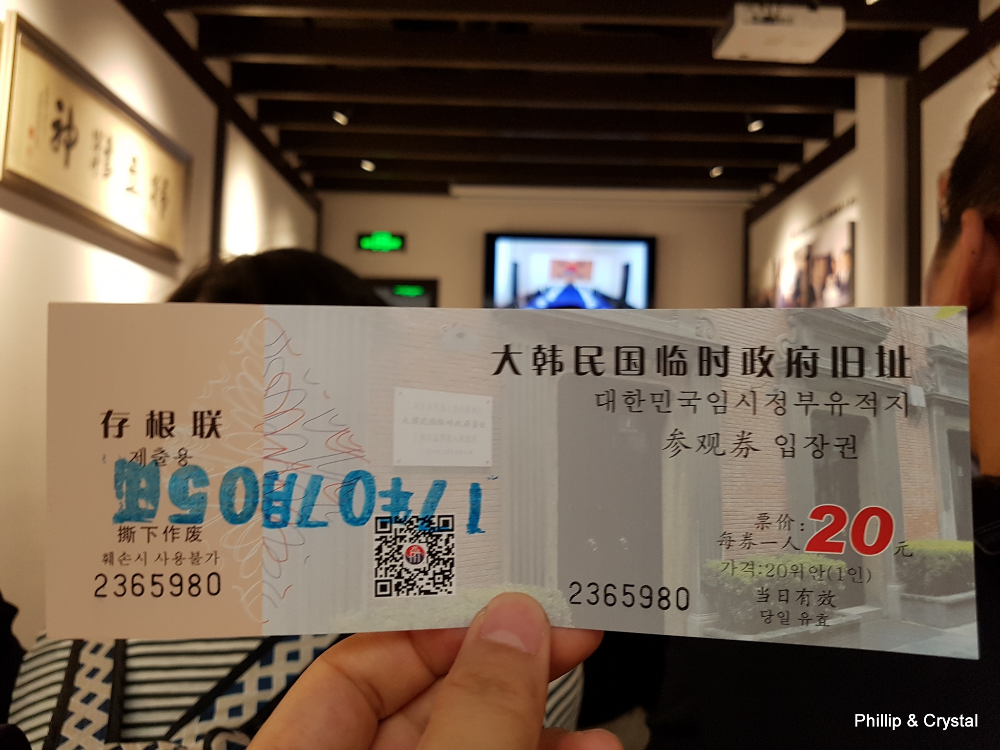 存根联
제출용
17年07月05日
撕下作废
훼손시 사용불가
2365980
大韩民国临时政府旧址
대한민국임시정부유적지
参观券 입장권
票价:
每券一人20元
가격:20위안(1인)
当日有效
당일 유효
2365980
Phillip & Crystal